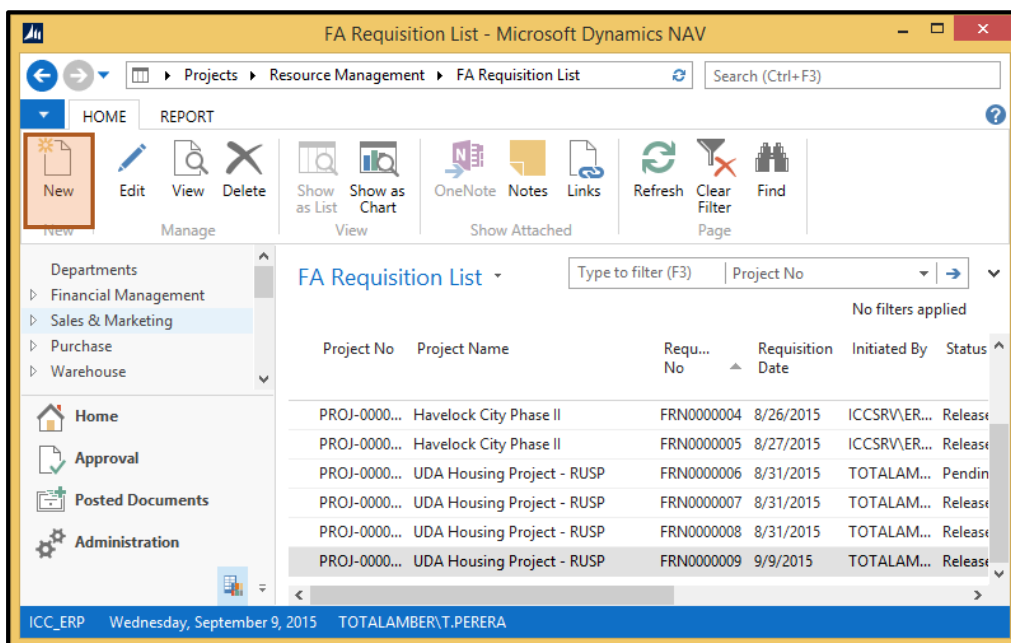 FA Requisition List - Microsoft Dynamics NAV
Projects Resource Management FA Requisition List Search (Ctrl+F3)
HOME REPORT
New Edit View Delete Show as List Show as Chart OneNote Notes Links Refresh Clear Filter Find
New Manage View Show Attached Page
Departments
Financial Management
Sales & Marketing
Purchase
Warehouse
Home
Approval
Posted Documents
Administration
FA Requisition List Type to filter (F3) Project No
No filters applied
Project No Project Name Requ... No Requisition Date Initiated By Status
PROJ-0000... Havelock City Phase II FRN0000004 8/26/2015 ICCSRV\ER... Release
PROJ-0000... Havelock City Phase II FRN0000005 8/27/2015 ICCSRV\ER... Release
PROJ-0000... UDA Housing Project - RUSP FRN0000006 8/31/2015 TOTALAM... Pendin
PROJ-0000... UDA Housing Project - RUSP FRN0000007 8/31/2015 TOTALAM... Release
PROJ-0000... UDA Housing Project - RUSP FRN0000008 8/31/2015 TOTALAM... Release
PROJ-0000... UDA Housing Project - RUSP FRN0000009 9/9/2015 TOTALAM... Release
ICC_ERP Wednesday, September 9, 2015 TOTALAMBER\T.PERERA